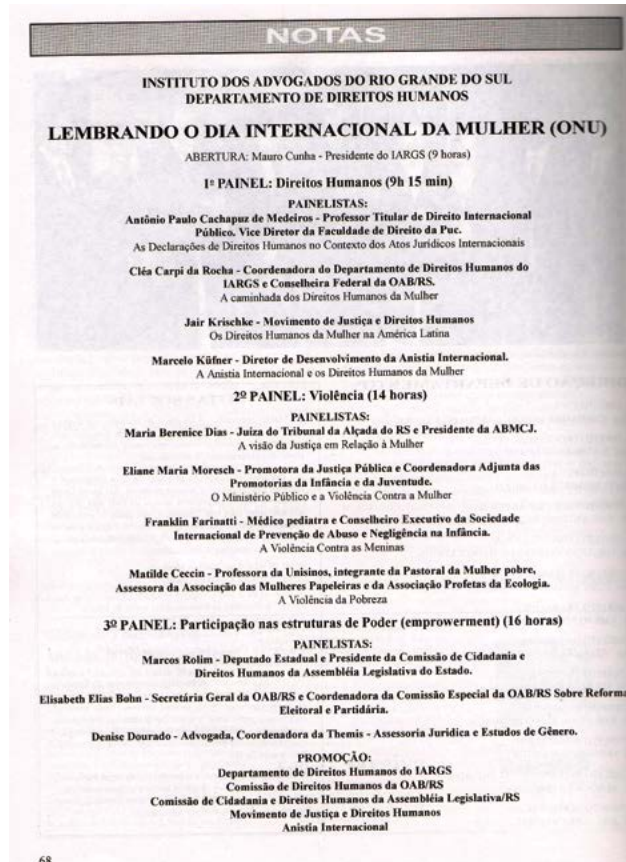 NOTAS
INSTITUTO DOS ADVOGADOS DO RIO GRANDE DO SUL
DEPARTAMENTO DE DIREITOS HUMANOS
LEMBRANDO O DIA INTERNACIONAL DA MULHER (ONU)
ABERTURA: Mauro Cunha - Presidente do IARGS (9 horas)
1º PAINEL: Direitos Humanos (9h 15 min)
PAINELISTAS:
Antônio Paulo Cachapuz de Medeiros - Professor Titular de Direito Internacional
Público. Vice Diretor da Faculdade de Direito da Puc.
As Declarações de Direitos Humanos no Contexto dos Atos Jurídicos Internacionais
Cléa Carpi da Rocha - Coordenadora do Departamento de Direitos Humanos do
IARGS e Conselheira Federal da OAB/RS.
A caminhada dos Direitos Humanos da Mulher
Jair Krischke - Movimento de Justiça e Direitos Humanos
Os Direitos Humanos da Mulher na América Latina
Marcelo Küfner - Diretor de Desenvolvimento da Anistia Internacional.
A Anistia Internacional e os Direitos Humanos da Mulher
2º PAINEL: Violência (14 horas)
PAINELISTAS:
Maria Berenice Dias - Juiza do Tribunal da Alçada do RS e Presidente da ABMCJ.
A visão da Justiça em Relação à Mulher
Eliane Maria Moresch - Promotora da Justiça Pública e Coordenadora Adjunta das
Promotorias da Infância e da Juventude.
O Ministério Público e a Violência Contra a Mulher
Franklin Farinatti - Médico pediatra e Conselheiro Executivo da Sociedade
Internacional de Prevenção de Abuso e Negligência na Infância.
A Violência Contra as Meninas
Matilde Ceccin - Professora da Unisinos, integrante da Pastoral da Mulher pobre,
Assessora da Associação das Mulheres Papeleiras e da Associação Profetas da Ecologia.
A Violência da Pobreza
3º PAINEL: Participação nas estruturas de Poder (emprowerment) (16 horas)
PAINELISTAS:
Marcos Rolim - Deputado Estadual e Presidente da Comissão de Cidadania e
Direitos Humanos da Assembléia Legislativa do Estado.
Elisabeth Elias Bohn - Secretária Geral da OAB/RS e Coordenadora da Comissão Especial da OAB/RS Sobre Reforma
Eleitoral e Partidária.
Denise Dourado - Advogada, Coordenadora da Themis - Assessoria Jurídica e Estudos de Gênero.
PROMOÇÃO:
Departamento de Direitos Humanos do IARGS
Comissão de Direitos Humanos da OAB/RS
Comissão de Cidadania e Direitos Humanos da Assembléia Legislativa/RS
Movimento de Justiça e Direitos Humanos
Anistia Internacional
68